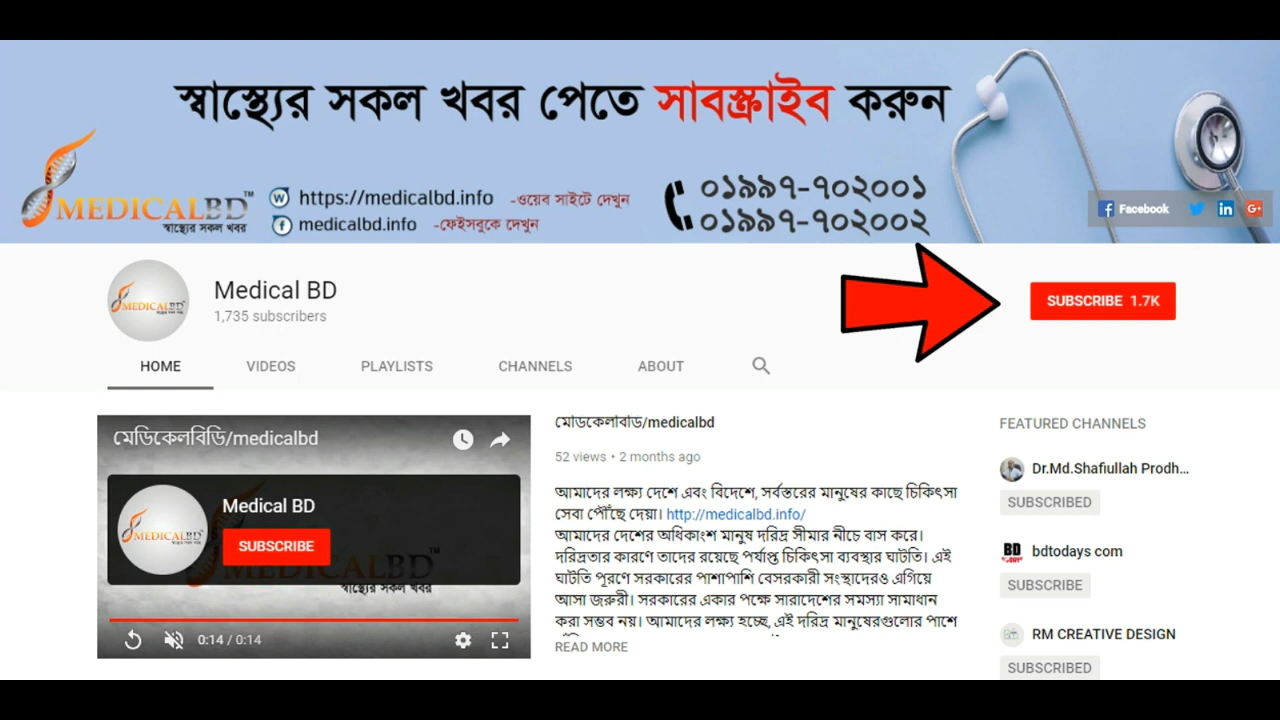 স্বাস্থ্যের সকল খবর পেতে সাবস্ক্রাইব করুন
MEDICALBD™
স্বাস্থ্যের সকল খবর
https://medicalbd.info -ওয়েব সাইটে দেখুন
medicalbd.info -ফেইসবুকে দেখুন
০১৯৯৭-৭০২০০১
০১৯৯৭-৭০২০০২
Facebook
Medical BD
1,735 subscribers
SUBSCRIBE 1.7K
HOME VIDEOS PLAYLISTS CHANNELS ABOUT
মেডিকেলবিডি/medicalbd
Medical BD
SUBSCRIBE
স্বাস্থ্যের সকল খবর
0:14 / 0:14
মোডকেলাবাড/medicalbd
52 views • 2 months ago
আমাদের লক্ষ্য দেশে এবং বিদেশে, সর্বস্তরের মানুষের কাছে চিকিৎসা
সেবা পৌঁছে দেয়া। http://medicalbd.info/
আমাদের দেশের অধিকাংশ মানুষ দরিদ্র সীমার নীচে বাস করে।
দরিদ্রতার কারণে তাদের রয়েছে পর্যাপ্ত চিকিৎসা ব্যবস্থার ঘাটতি। এই
ঘাটতি পূরণে সরকারের পাশাপাশি বেসরকারী সংস্থাদেরও এগিয়ে
আসা জরুরী। সরকারের একার পক্ষে সারাদেশের সমস্যা সামাধান
করা সম্ভব নয়। আমাদের লক্ষ্য হচ্ছে, এই দরিদ্র মানুষেরগুলোর পাশে
READ MORE
FEATURED CHANNELS
Dr.Md.Shafiullah Prodh...
SUBSCRIBED
bdtodays com
SUBSCRIBE
RM CREATIVE DESIGN
SUBSCRIBED